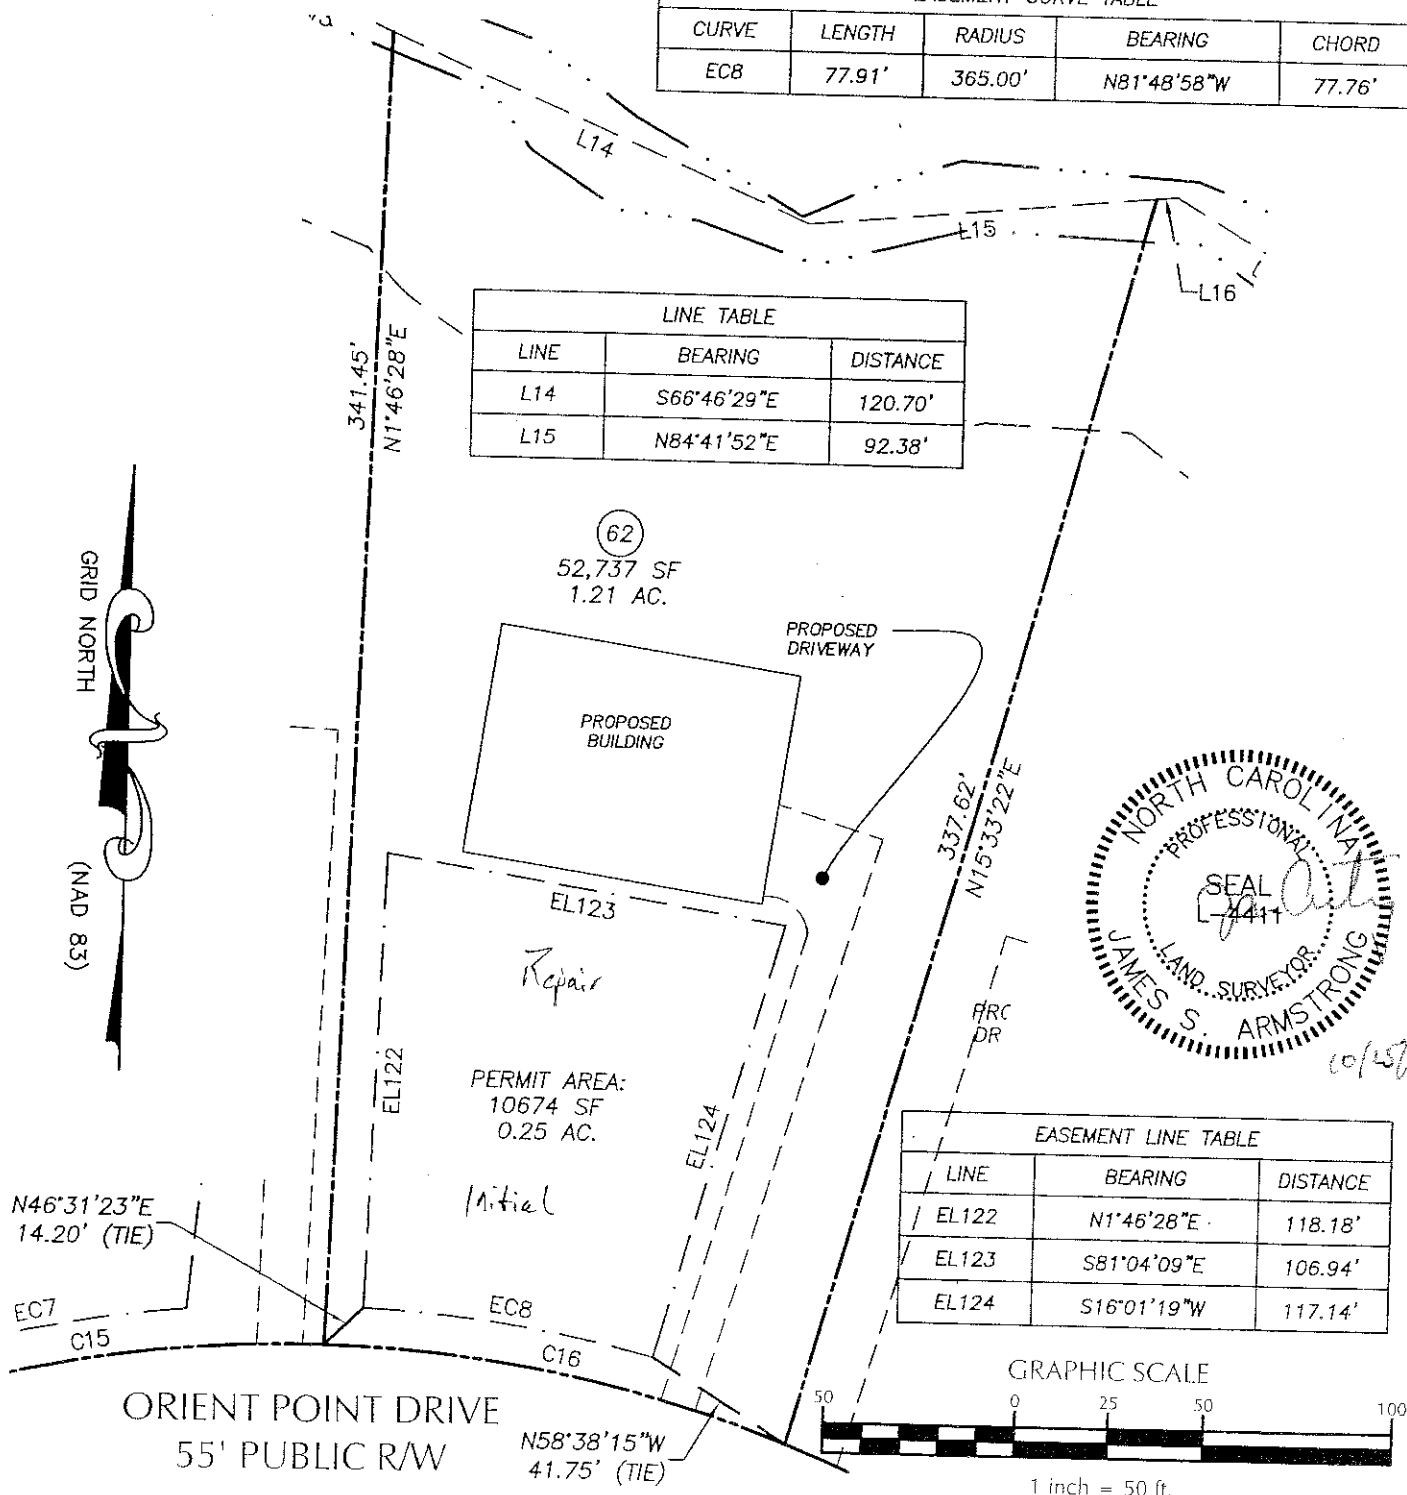 CURVE LENGTH RADIUS BEARING CHORD
EC8 77.91' 365.00' N81°48'58"W 77.76'
L14
L15
L16
341.45'
N1°46'28"E
LINE TABLE
LINE BEARING DISTANCE
L14 S66°46'29"E 120.70'
L15 N84°41'52"E 92.38'
62
52,737 SF
1.21 AC.
PROPOSED
DRIVEWAY
PROPOSED
BUILDING
GRID NORTH
(NAD 83)
337.62'
N15°33'22"E
NORTH CAROLINA
PROFESSIONAL
SEAL
L-4411
LAND SURVEYOR
JAMES S. ARMSTRONG
EL123
Repair
EL122
PERMIT AREA:
10674 SF
0.25 AC.
EL124
Initial
PRC
DR
EASEMENT LINE TABLE
LINE BEARING DISTANCE
EL122 N1°46'28"E 118.18'
EL123 S81°04'09"E 106.94'
EL124 S16°01'19"W 117.14'
N46°31'23"E
14.20' (TIE)
EC7
EC8
C15
C16
ORIENT POINT DRIVE
55' PUBLIC R/W
N58°38'15"W
41.75' (TIE)
GRAPHIC SCALE
50 0 25 50 100
1 inch = 50 ft.